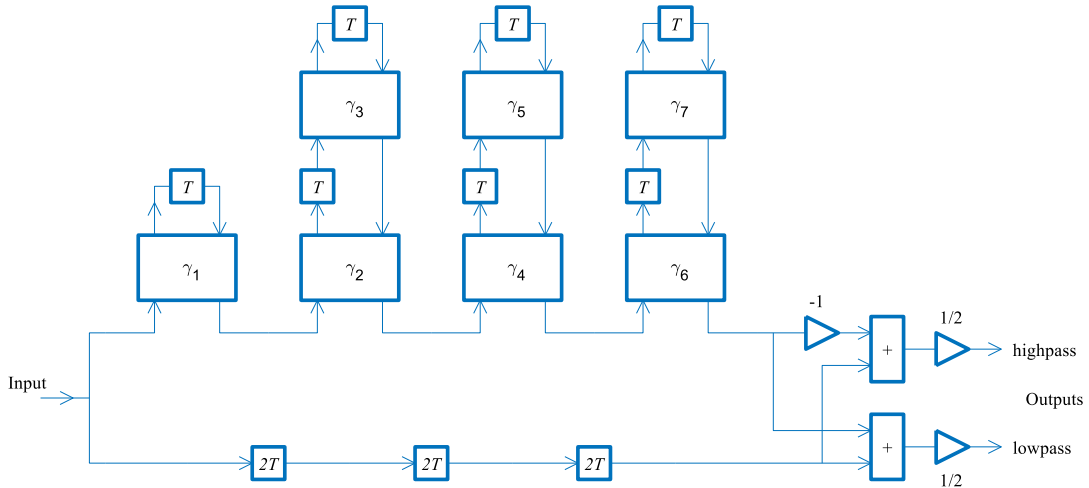 T T T
γ3 γ5 γ7
T T T T
γ1 γ2 γ4 γ6
-1
1/2
+
highpass
Input
Outputs
2T 2T 2T
+
lowpass
1/2